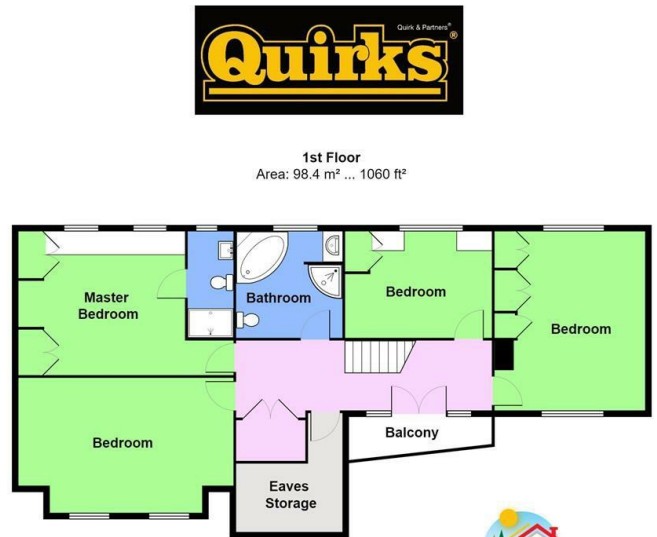 Quirk & Partners®
Quirks®
1st Floor
Area: 98.4 m² ... 1060 ft²
Master
Bedroom
Bathroom
Bedroom
Bedroom
Bedroom
Balcony
Eaves
Storage